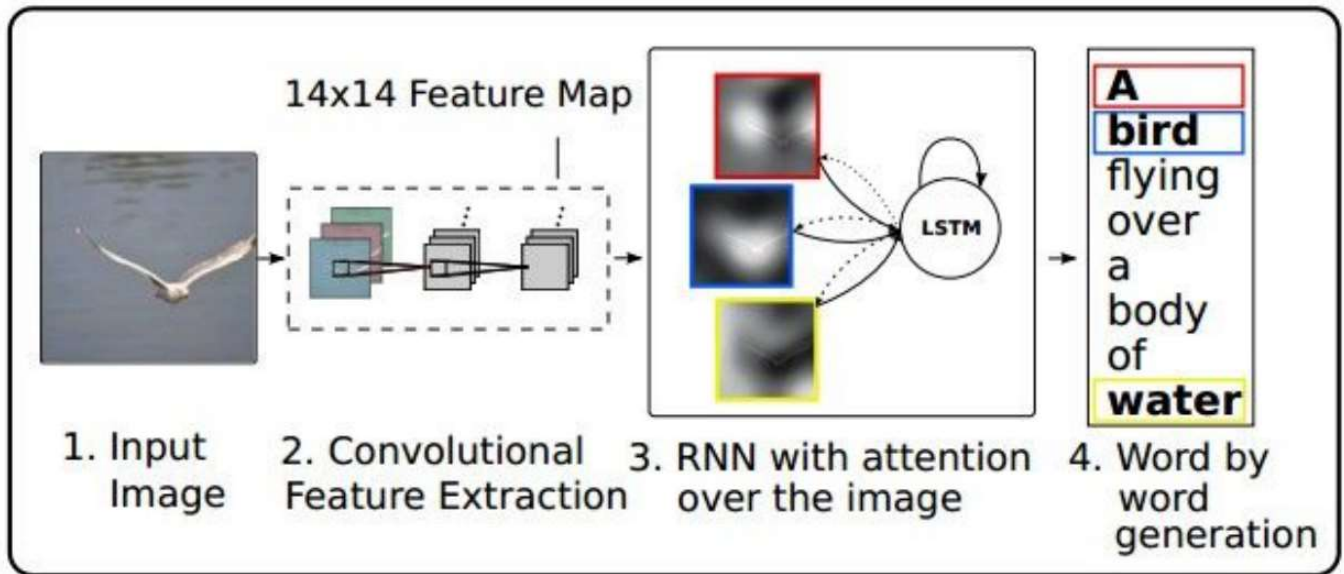 14x14 Feature Map
LSTM
A
bird
flying
over
a
body
of
water
1. Input
Image
2. Convolutional
Feature Extraction
3. RNN with attention
over the image
4. Word by
word
generation